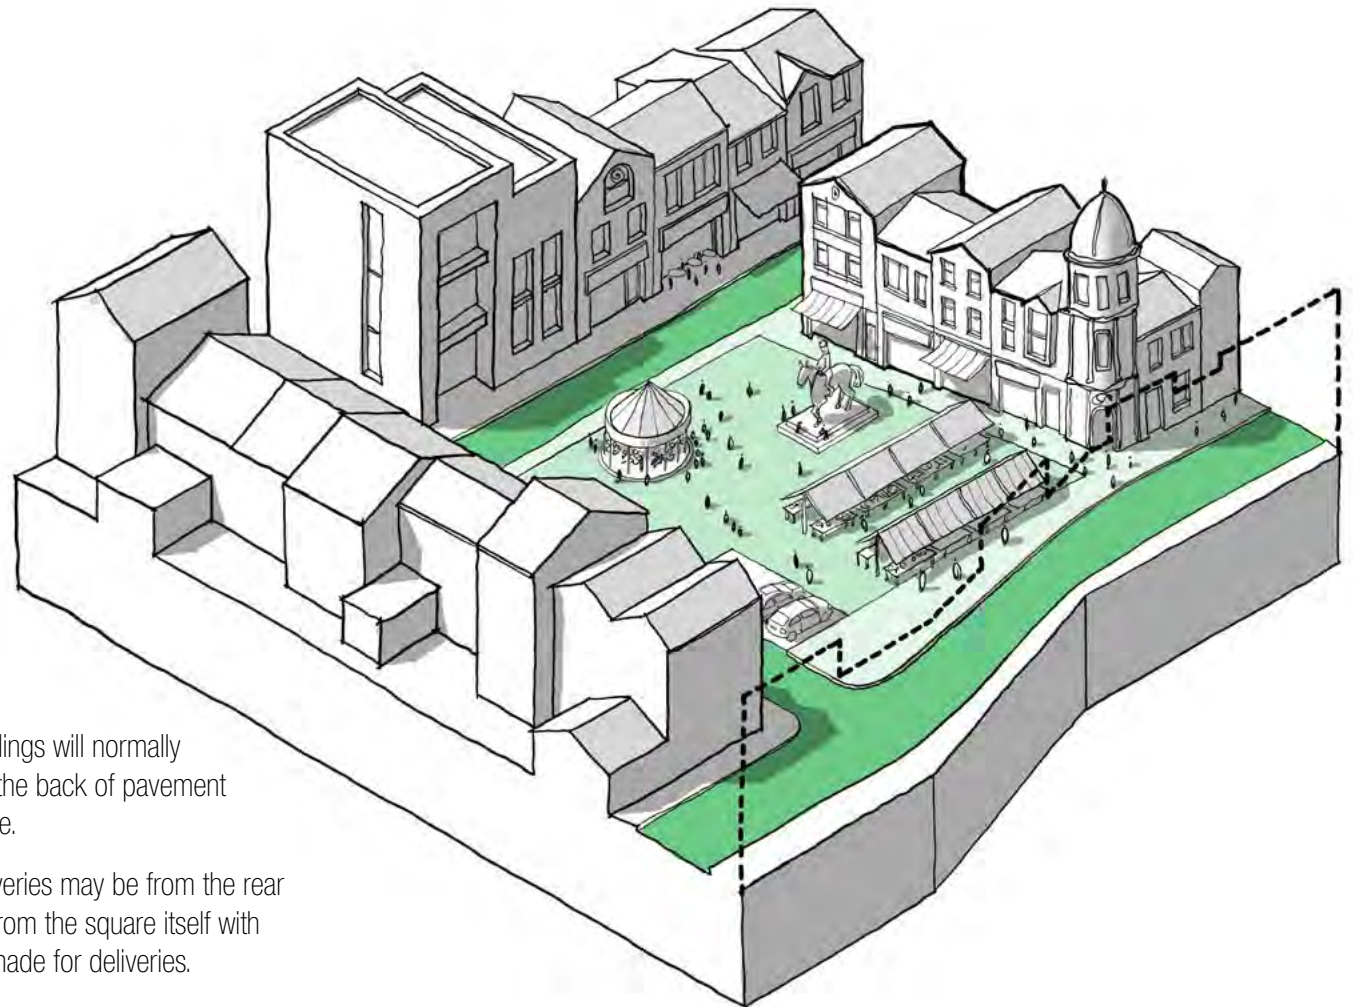 lings will normally
the back of pavement
e.
veries may be from the rear
rom the square itself with
nade for deliveries.